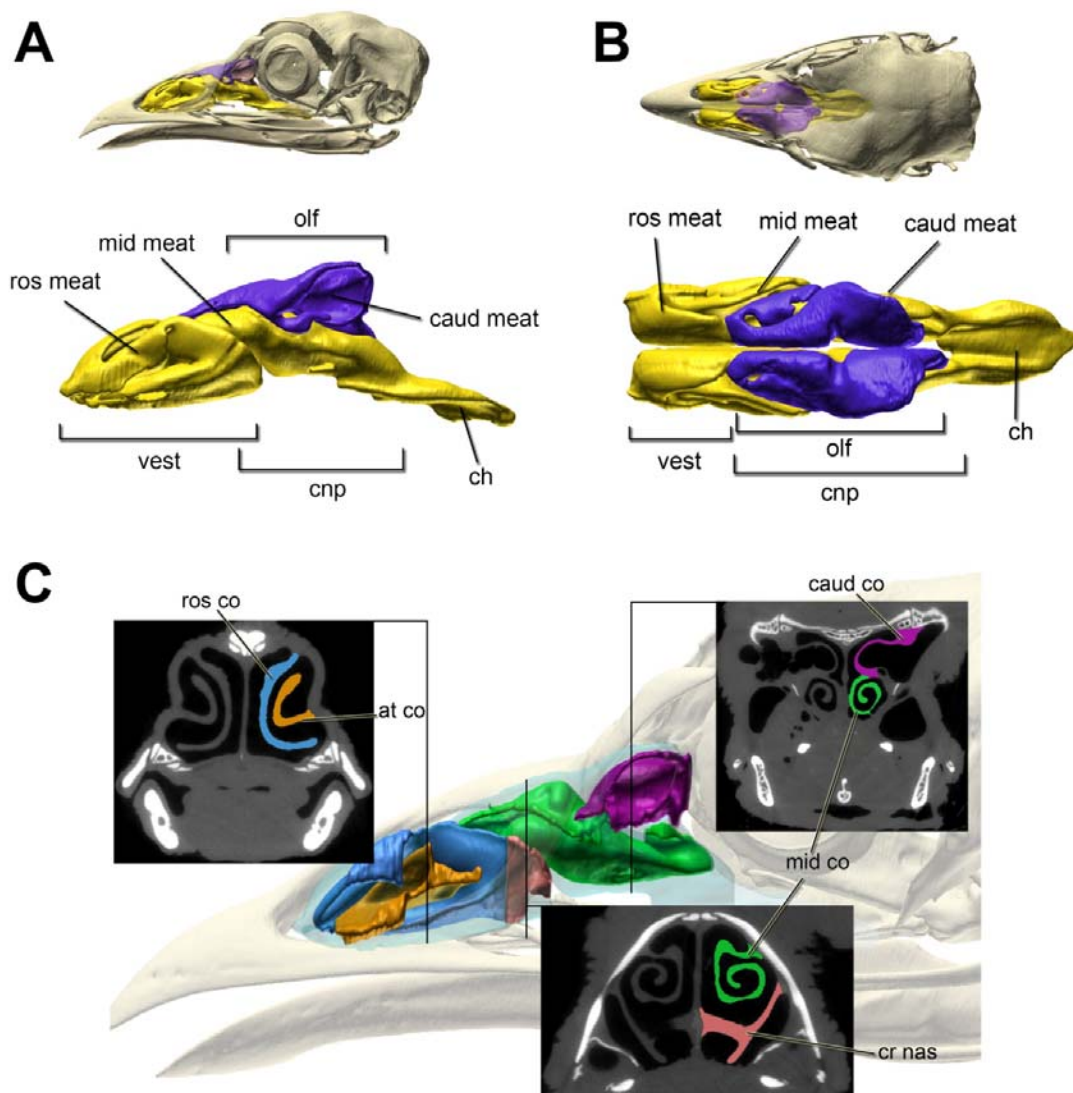 A
B
olf
mid meat
ros meat
caud meat
vest
cnp
ch
ros meat
mid meat
caud meat
vest
olf
cnp
ch
C
ros co
at co
caud co
mid co
cr nas